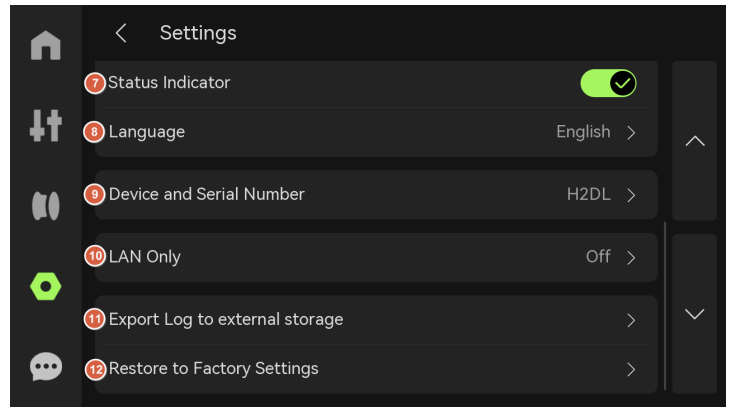 Settings
7 Status Indicator
8 Language English
9 Device and Serial Number H2DL
10 LAN Only Off
11 Export Log to external storage
12 Restore to Factory Settings